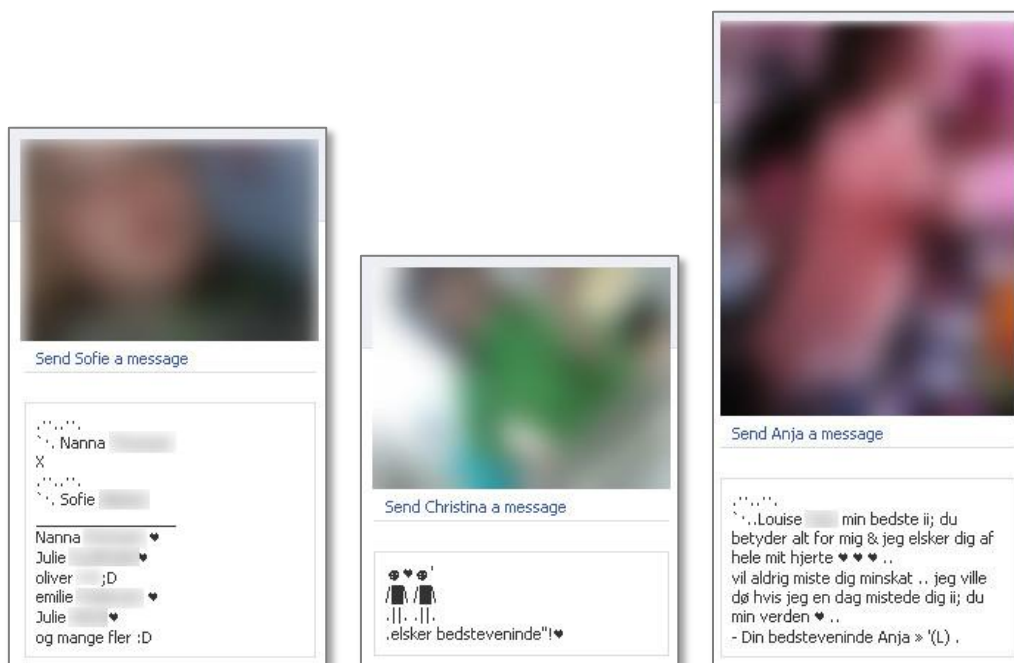 Send Sofie a message
.''..''.
`'. Nanna
X
.''..''.
`'. Sofie
Nanna ♥
Julie ♥
oliver ;D
emilie ♥
Julie ♥
og mange fler :D
Send Christina a message
☻♥☻'
/█\ /█\
.||. .||.
.elsker bedsteveninde"!♥
Send Anja a message
.''..''.
`'..Louise min bedste ii; du
betyder alt for mig & jeg elsker dig af
hele mit hjerte ♥ ♥ ♥ ..
vil aldrig miste dig minskat .. jeg ville
dø hvis jeg en dag mistede dig ii; du
min verden ♥ ..
- Din bedsteveninde Anja » '(L) .